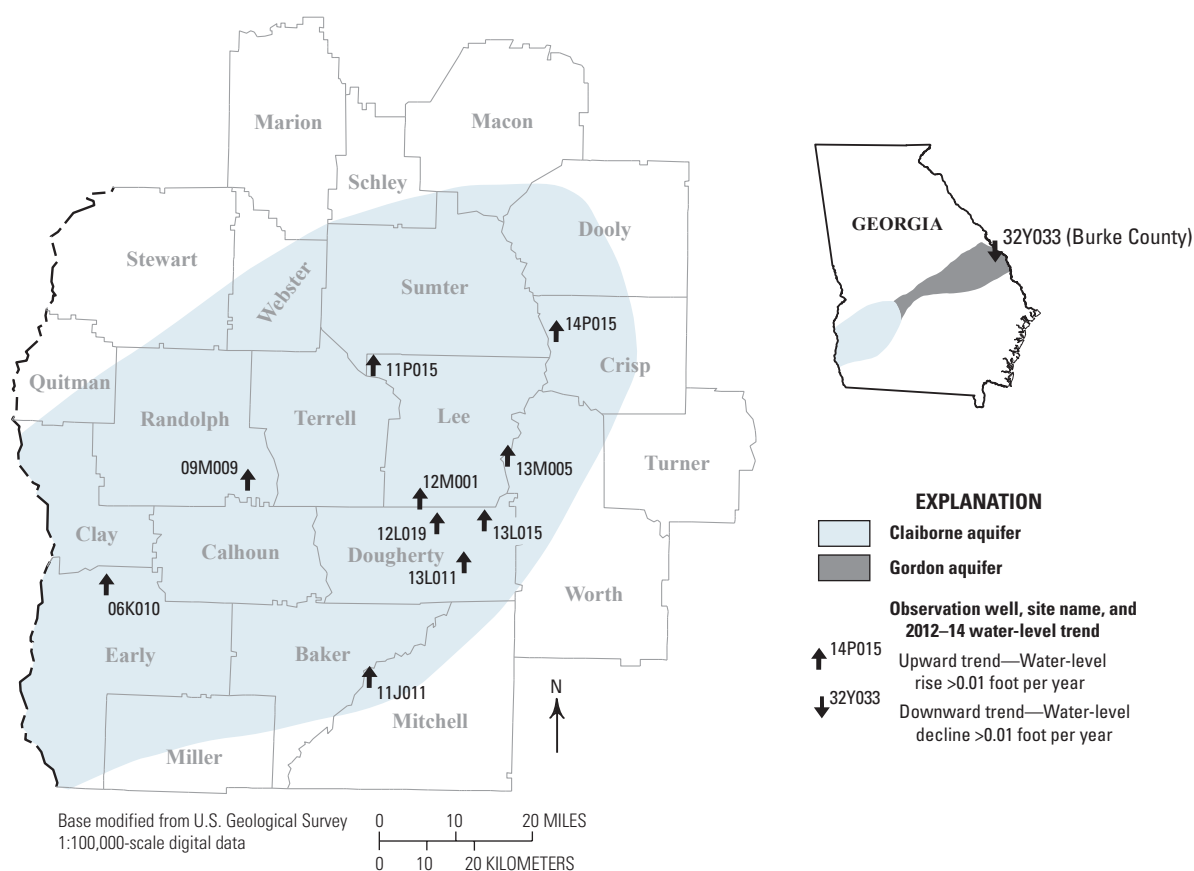 Marion
Macon
Schley
Dooly
Stewart
Webster
Sumter
GEORGIA
32Y033 (Burke County)
14P015
11P015
Crisp
Quitman
Randolph
Terrell
Lee
09M009
13M005
Turner
12M001
12L019
13L015
Clay
Calhoun
Dougherty
13L011
06K010
Worth
Early
Baker
11J011
Mitchell
Miller
N
EXPLANATION
Claiborne aquifer
Gordon aquifer
Observation well, site name, and
2012–14 water-level trend
14P015
Upward trend—Water-level
rise >0.01 foot per year
32Y033
Downward trend—Water-level
decline >0.01 foot per year
Base modified from U.S. Geological Survey
1:100,000-scale digital data
0 10 20 MILES
0 10 20 KILOMETERS